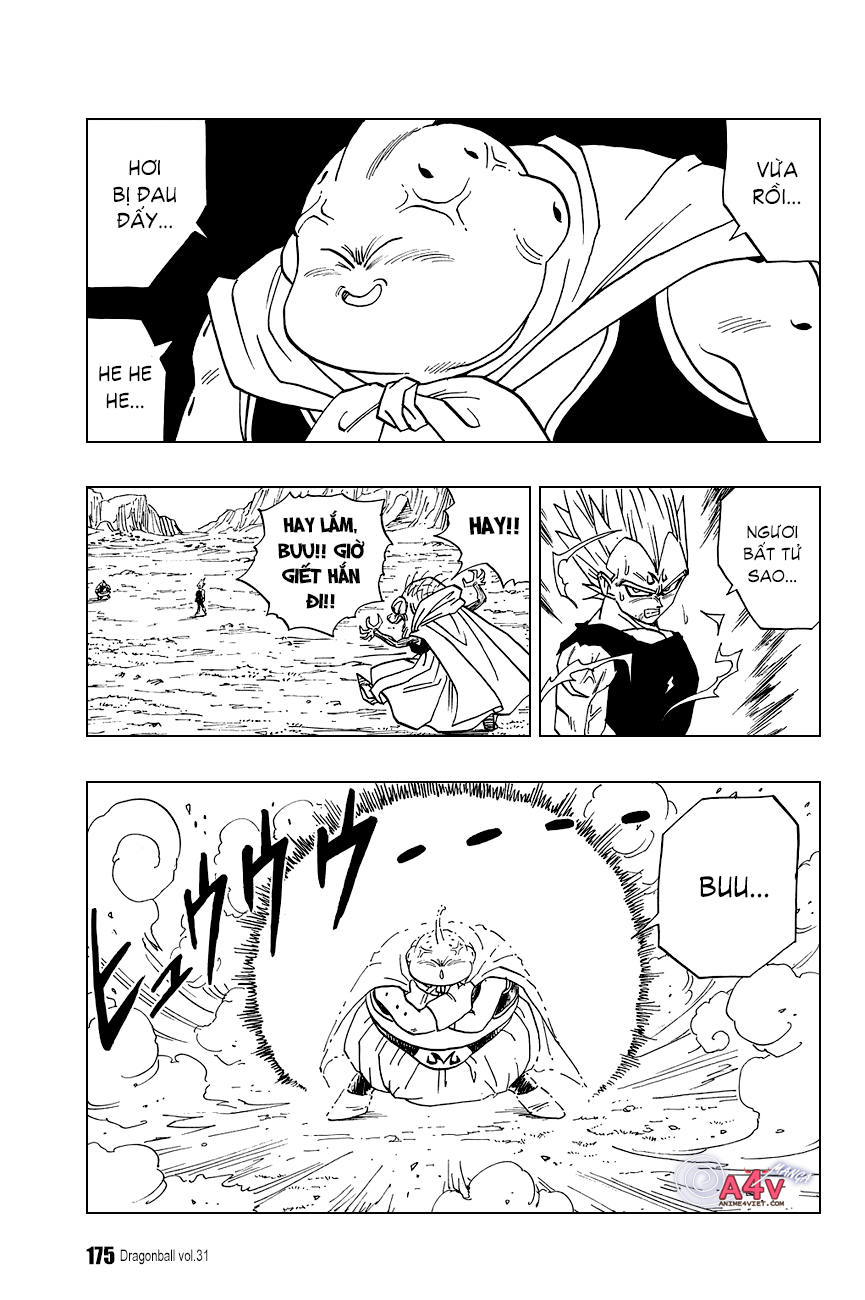 VỪA
RỒI...
HƠI
BỊ ĐAU
ĐẤY...
HE HE
HE...
NGƯƠI
BẤT TỬ
SAO...
HAY!!
HAY LẮM,
BUU!! GIỜ
GIẾT HẮN
ĐI!!
BUU...
ヒュウウウ
MANGA
A4V
ANIME4VIET.COM
175 Dragonball vol.31